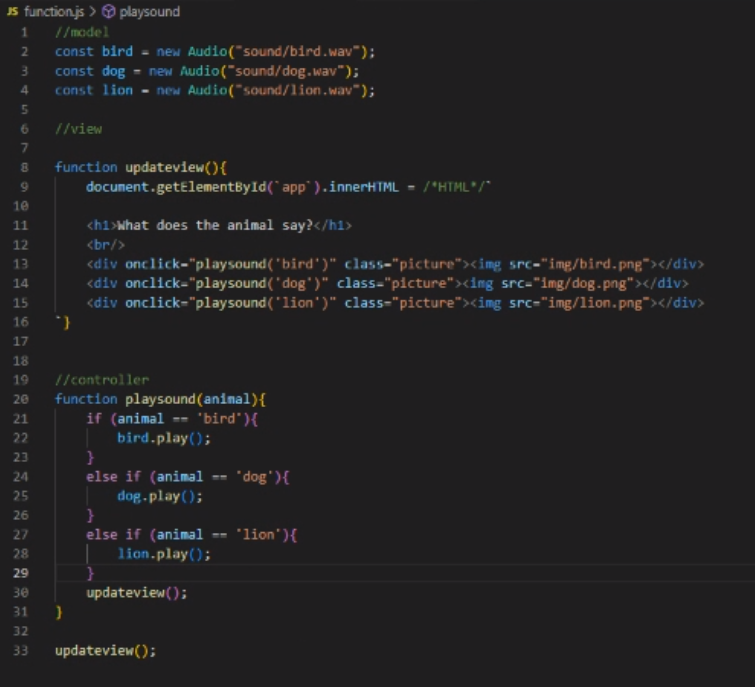 JS function.js > playsound
1 //model
2 const bird = new Audio("sound/bird.wav");
3 const dog = new Audio("sound/dog.wav");
4 const lion = new Audio("sound/lion.wav");
5
6 //view
7
8 function updateview(){
9     document.getElementById(`app`).innerHTML = /*HTML*/`
10
11     <h1>What does the animal say?</h1>
12     <br/>
13     <div onclick="playsound('bird')" class="picture"><img src="img/bird.png"></div>
14     <div onclick="playsound('dog')" class="picture"><img src="img/dog.png"></div>
15     <div onclick="playsound('lion')" class="picture"><img src="img/lion.png"></div>
16 `}
17
18
19 //controller
20 function playsound(animal){
21     if (animal == 'bird'){
22         bird.play();
23     }
24     else if (animal == 'dog'){
25         dog.play();
26     }
27     else if (animal == 'lion'){
28         lion.play();
29     }
30     updateview();
31 }
32
33 updateview();